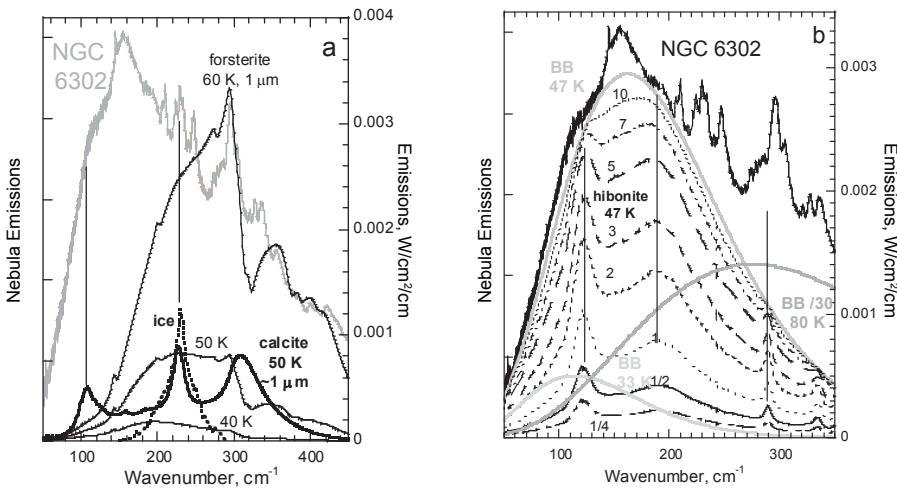 a
NGC
6302
forsterite
60 K, 1 μm
ice
50 K
calcite
50 K
~1 μm
40 K
0.004
0.003
0.002
0.001
0
100
200
300
400
Wavenumber, cm-1
Nebula Emissions
Emissions, W/cm²/cm
b
NGC 6302
BB
47 K
10
7
5
hibonite
47 K
3
2
1
1/2
1/4
BB
33 K
BB /30
80 K
0.003
0.002
0.001
0
100
200
300
Wavenumber, cm-1
Nebula Emissions
Emissions, W/cm²/cm